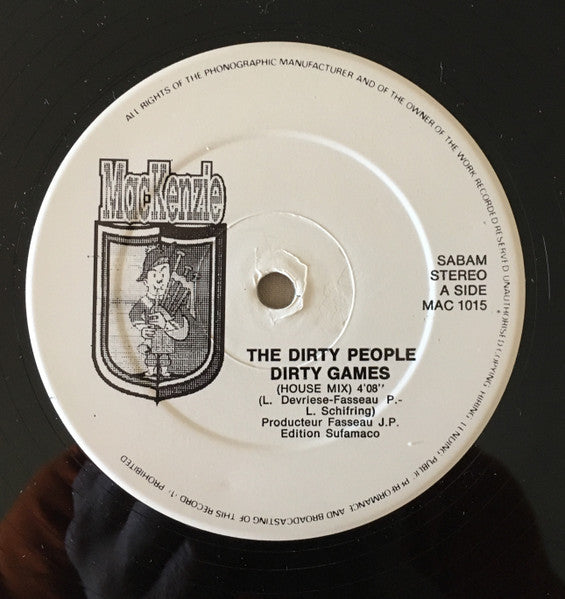 ALL RIGHTS OF THE PHONOGRAPHIC MANUFACTURER AND OF THE OWNER OF THE WORK RECORDED RESERVED UNAUTHORISED COPYING, HIRING, LENDING, PUBLIC PERFORMANCE AND BROADCASTING OF THIS RECORD PROHIBITED
MacKenzie
SABAM
STEREO
A SIDE
MAC 1015
THE DIRTY PEOPLE
DIRTY GAMES
(HOUSE MIX) 4'08''
(L. Devriese-Fasseau P.-
L. Schifring)
Producteur Fasseau J.P.
Edition Sufamaco